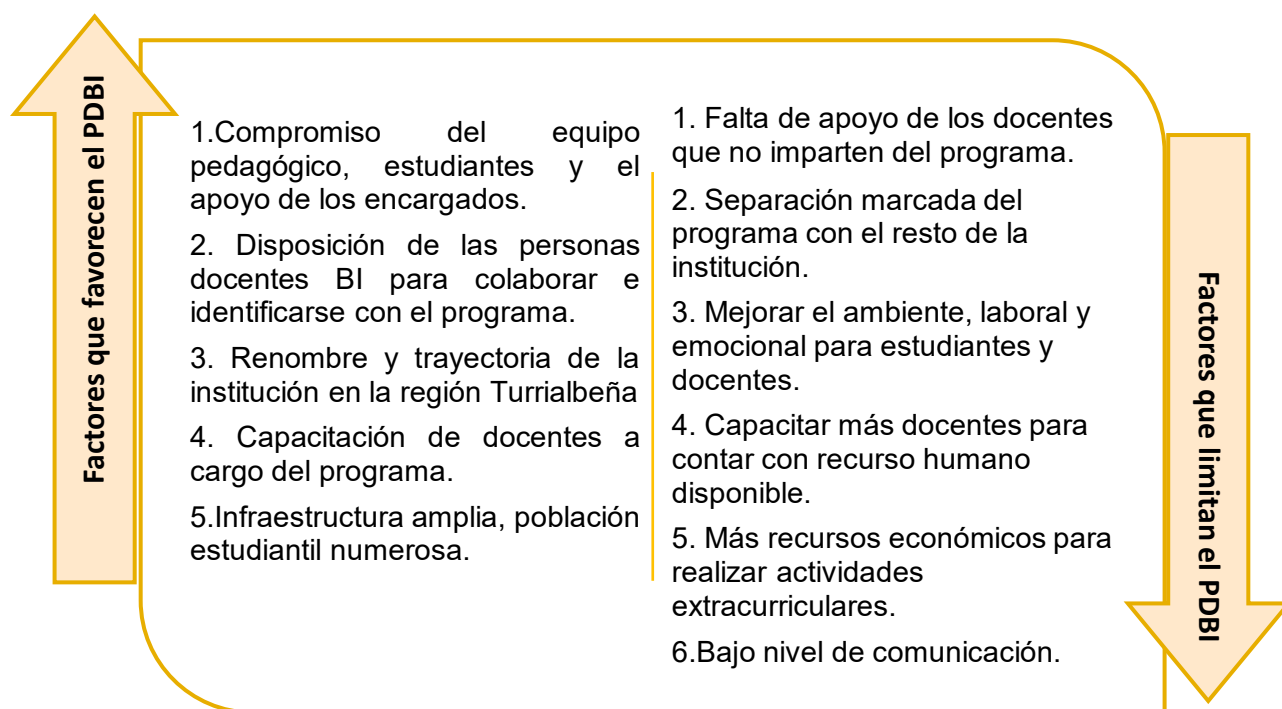 Factores que favorecen el PDBI
1.Compromiso del equipo
pedagógico, estudiantes y el
apoyo de los encargados.
2. Disposición de las personas
docentes BI para colaborar e
identificarse con el programa.
3. Renombre y trayectoria de la
institución en la región Turrialbeña
4. Capacitación de docentes a
cargo del programa.
5.Infraestructura amplia, población
estudiantil numerosa.
1. Falta de apoyo de los docentes
que no imparten del programa.
2. Separación marcada del
programa con el resto de la
institución.
3. Mejorar el ambiente, laboral y
emocional para estudiantes y
docentes.
4. Capacitar más docentes para
contar con recurso humano
disponible.
5. Más recursos económicos para
realizar actividades
extracurriculares.
6.Bajo nivel de comunicación.
Factores que limitan el PDBI